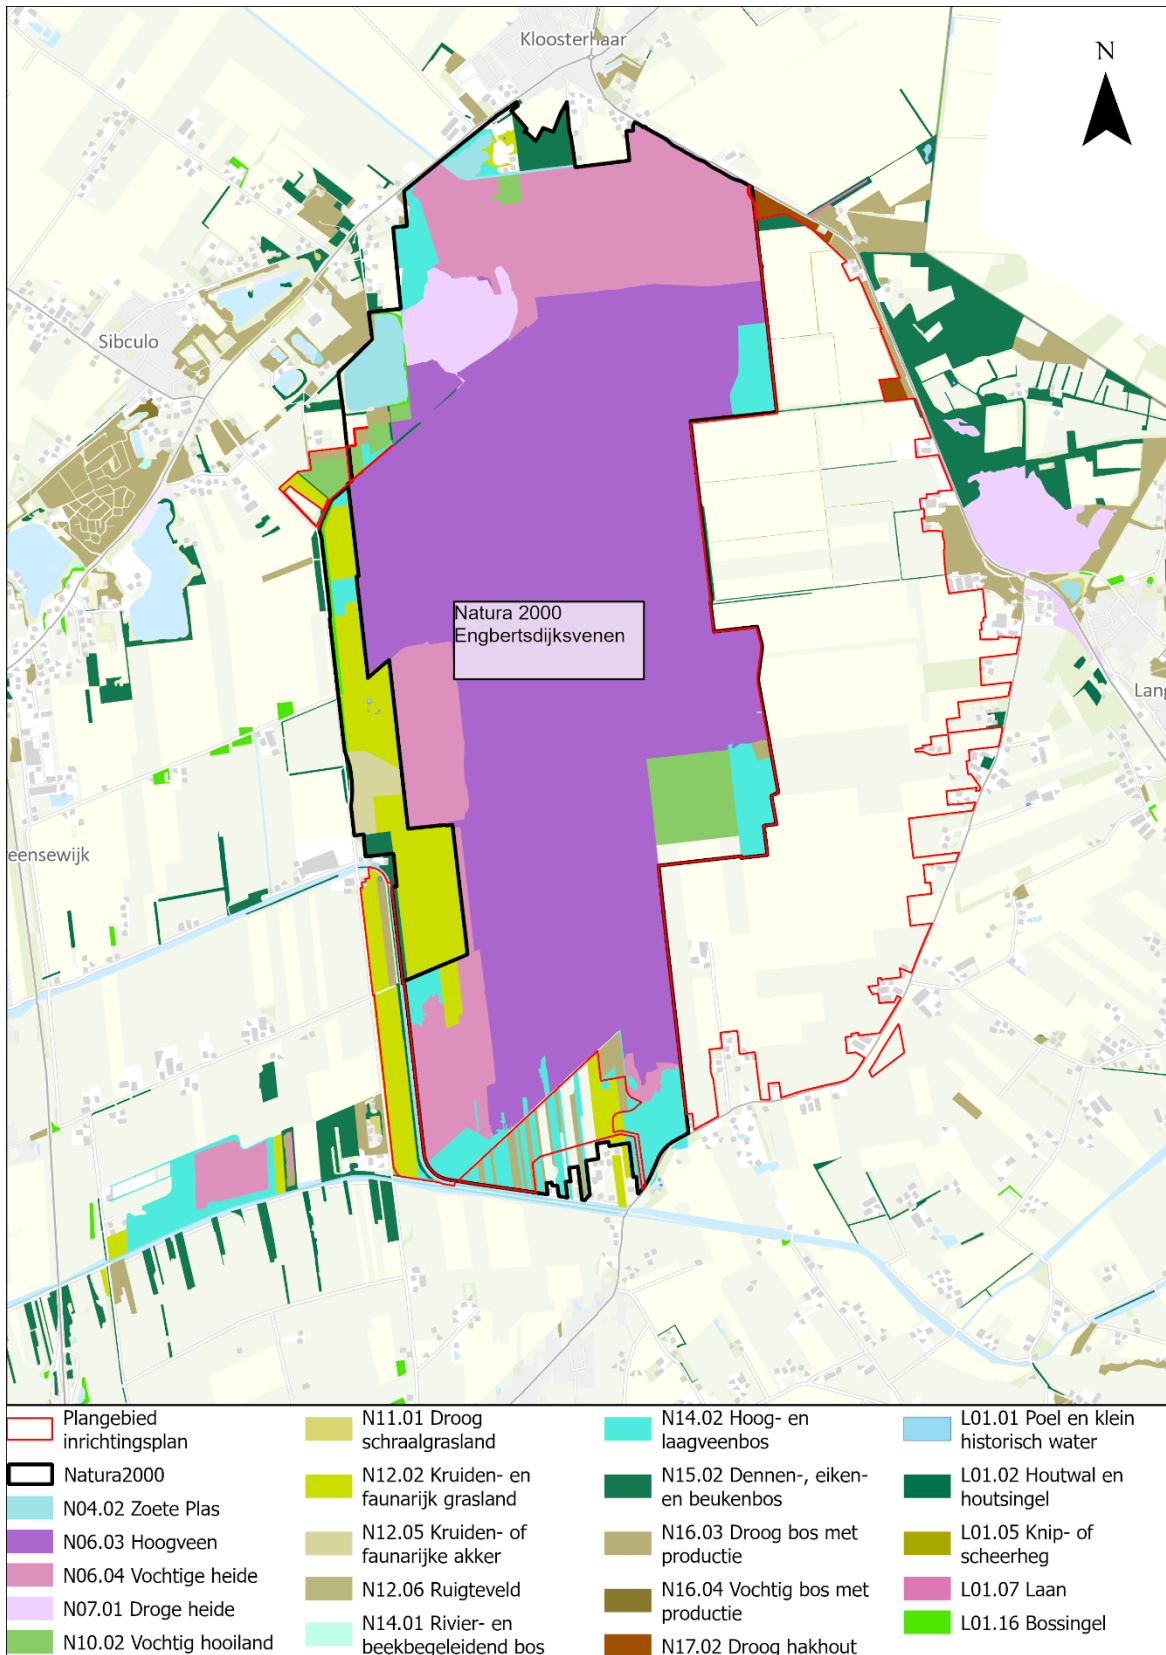 Kloosterhaar
N
Sibculo
Natura 2000
Engbertsdijksvenen
Lang
eensewijk
Plangebied
inrichtingsplan
Natura2000
N04.02 Zoete Plas
N06.03 Hoogveen
N06.04 Vochtige heide
N07.01 Droge heide
N10.02 Vochtig hooiland
N11.01 Droog
schraalgrasland
N12.02 Kruiden- en
faunarijk grasland
N12.05 Kruiden- of
faunarijke akker
N12.06 Ruigteveld
N14.01 Rivier- en
beekbegeleidend bos
N14.02 Hoog- en
laagveenbos
N15.02 Dennen-, eiken-
en beukenbos
N16.03 Droog bos met
productie
N16.04 Vochtig bos met
productie
N17.02 Droog hakhout
L01.01 Poel en klein
historisch water
L01.02 Houtwal en
houtsingel
L01.05 Knip- of
scheerheg
L01.07 Laan
L01.16 Bossingel